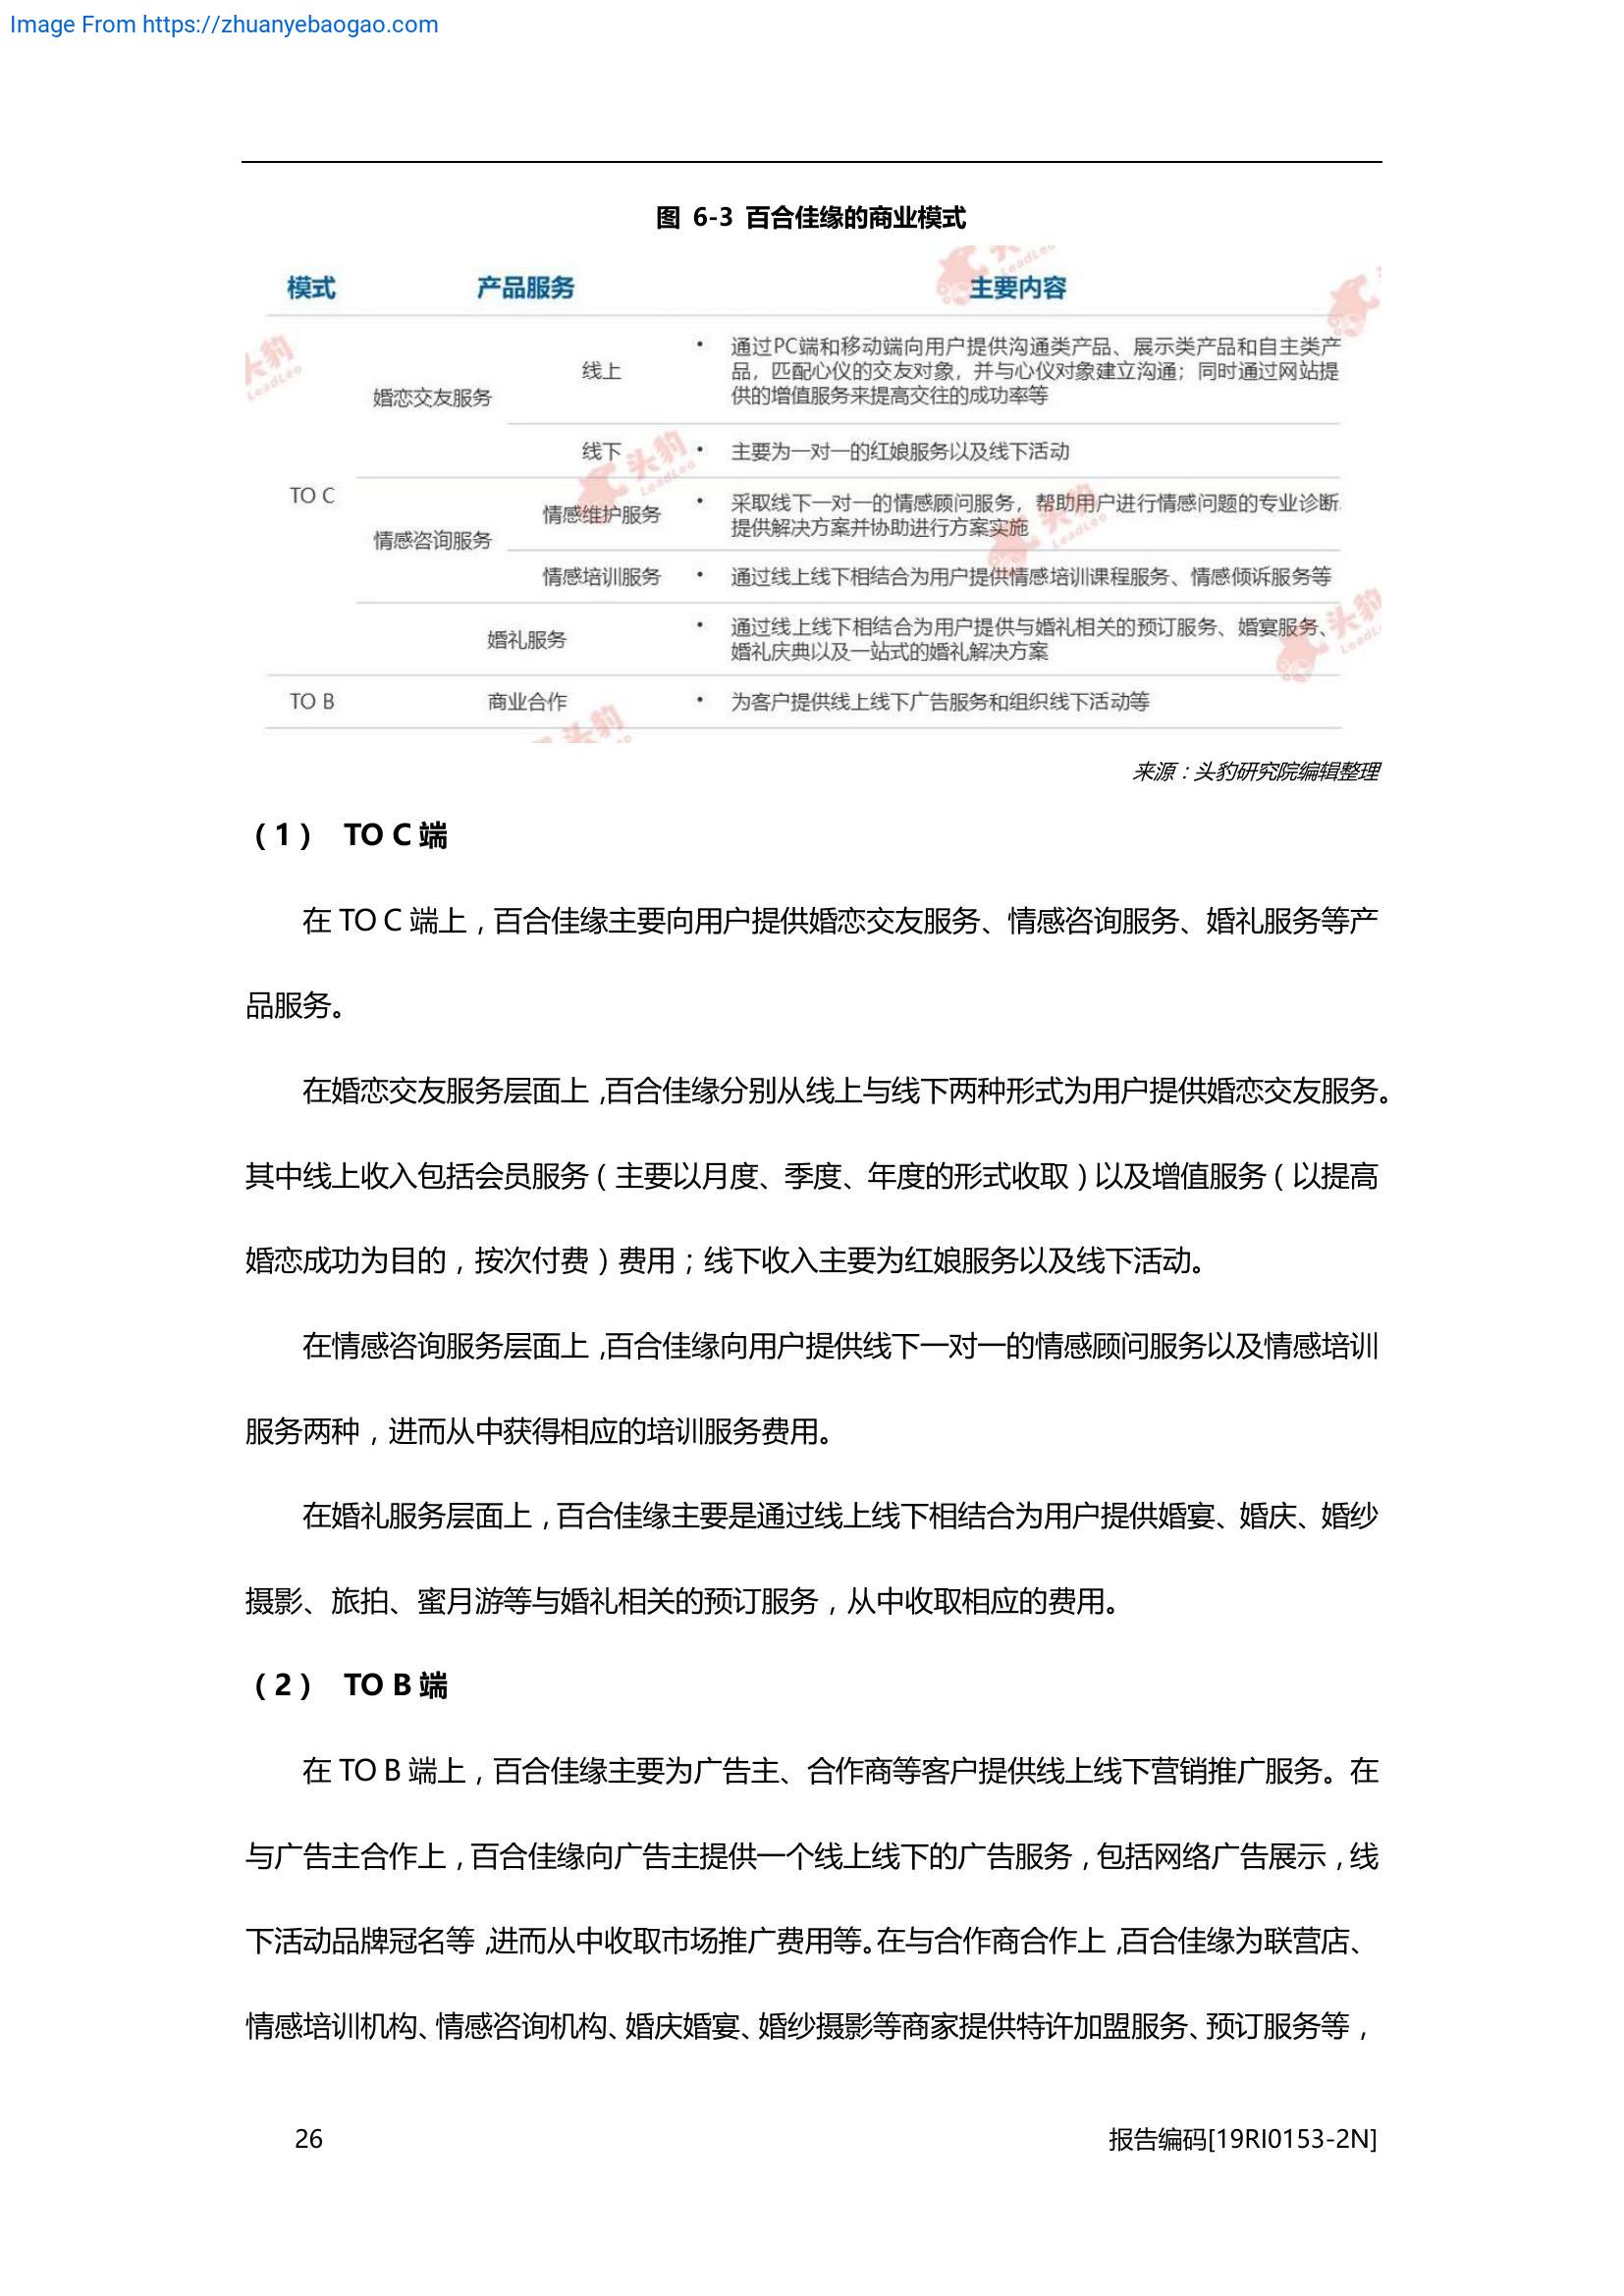 Image From https://zhuanyebaogao.com
图 6-3 百合佳缘的商业模式
模式 产品服务 主要内容
TO C
婚恋交友服务
线上
• 通过PC端和移动端向用户提供沟通类产品、展示类产品和自主类产
品，匹配心仪的交友对象，并与心仪对象建立沟通；同时通过网站提
供的增值服务来提高交往的成功率等
线下
• 主要为一对一的红娘服务以及线下活动
情感咨询服务
情感维护服务
• 采取线下一对一的情感顾问服务，帮助用户进行情感问题的专业诊断
提供解决方案并协助进行方案实施
情感培训服务
• 通过线上线下相结合为用户提供情感培训课程服务、情感倾诉服务等
婚礼服务
• 通过线上线下相结合为用户提供与婚礼相关的预订服务、婚宴服务、
婚礼庆典以及一站式的婚礼解决方案
TO B
商业合作
• 为客户提供线上线下广告服务和组织线下活动等
头豹
LeadLeo
来源：头豹研究院编辑整理
（1） TO C 端
在 TO C 端上，百合佳缘主要向用户提供婚恋交友服务、情感咨询服务、婚礼服务等产
品服务。
在婚恋交友服务层面上，百合佳缘分别从线上与线下两种形式为用户提供婚恋交友服务。
其中线上收入包括会员服务（主要以月度、季度、年度的形式收取）以及增值服务（以提高
婚恋成功为目的，按次付费）费用；线下收入主要为红娘服务以及线下活动。
在情感咨询服务层面上，百合佳缘向用户提供线下一对一的情感顾问服务以及情感培训
服务两种，进而从中获得相应的培训服务费用。
在婚礼服务层面上，百合佳缘主要是通过线上线下相结合为用户提供婚宴、婚庆、婚纱
摄影、旅拍、蜜月游等与婚礼相关的预订服务，从中收取相应的费用。
（2） TO B 端
在 TO B 端上，百合佳缘主要为广告主、合作商等客户提供线上线下营销推广服务。在
与广告主合作上，百合佳缘向广告主提供一个线上线下的广告服务，包括网络广告展示，线
下活动品牌冠名等，进而从中收取市场推广费用等。在与合作商合作上，百合佳缘为联营店、
情感培训机构、情感咨询机构、婚庆婚宴、婚纱摄影等商家提供特许加盟服务、预订服务等，
26 报告编码[19RI0153-2N]